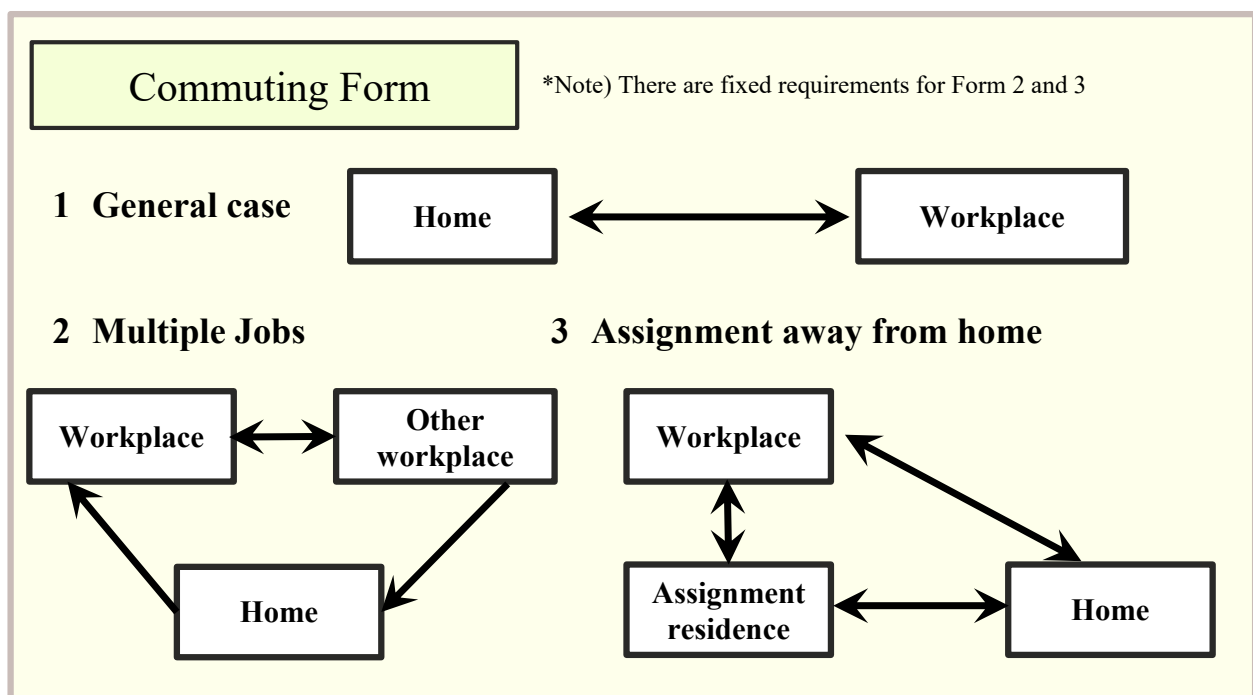 Commuting Form
*Note) There are fixed requirements for Form 2 and 3
1 General case
Home
Workplace
2 Multiple Jobs
3 Assignment away from home
Workplace
Other
workplace
Home
Workplace
Assignment
residence
Home